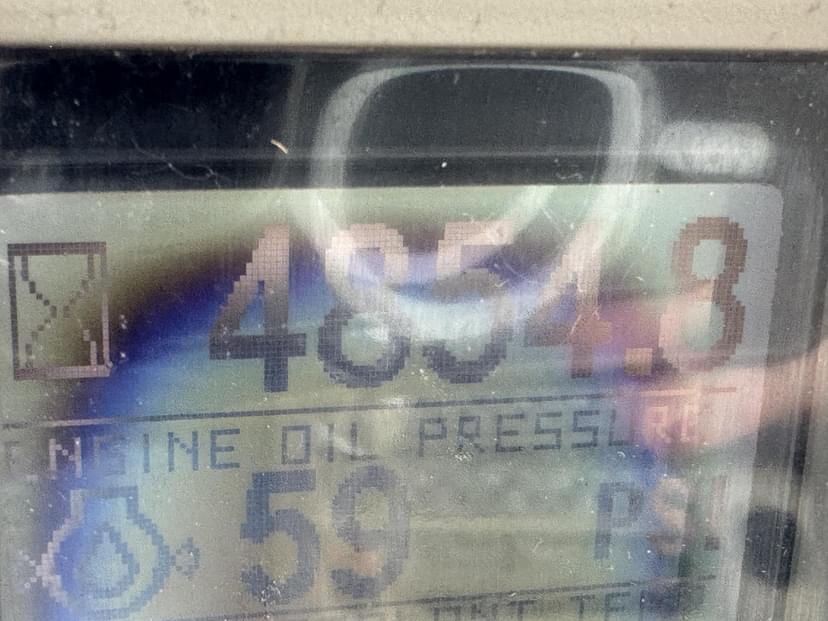 4854.8
ENGINE OIL PRESSURE
59 PSI